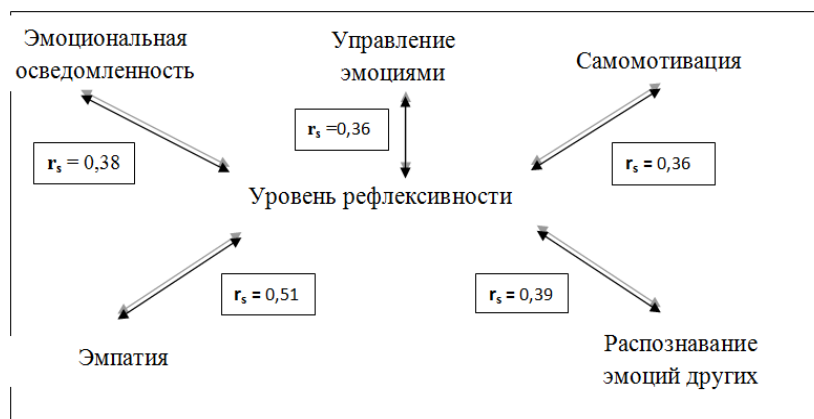 Эмоциональная
осведомленность
Управление
эмоциями
Самомотивация
rₛ = 0,38
rₛ =0,36
rₛ = 0,36
Уровень рефлексивности
rₛ = 0,51
rₛ = 0,39
Эмпатия
Распознавание
эмоций других